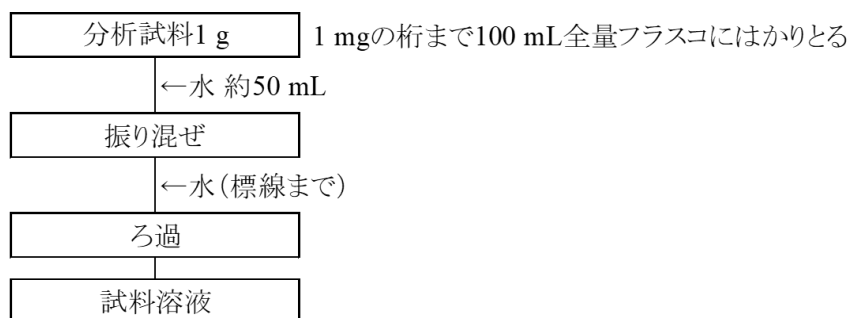 分析試料1 g 1 mgの桁まで100 mL全量フラスコにはかりとる
←水 約50 mL
振り混ぜ
←水（標線まで）
ろ過
試料溶液